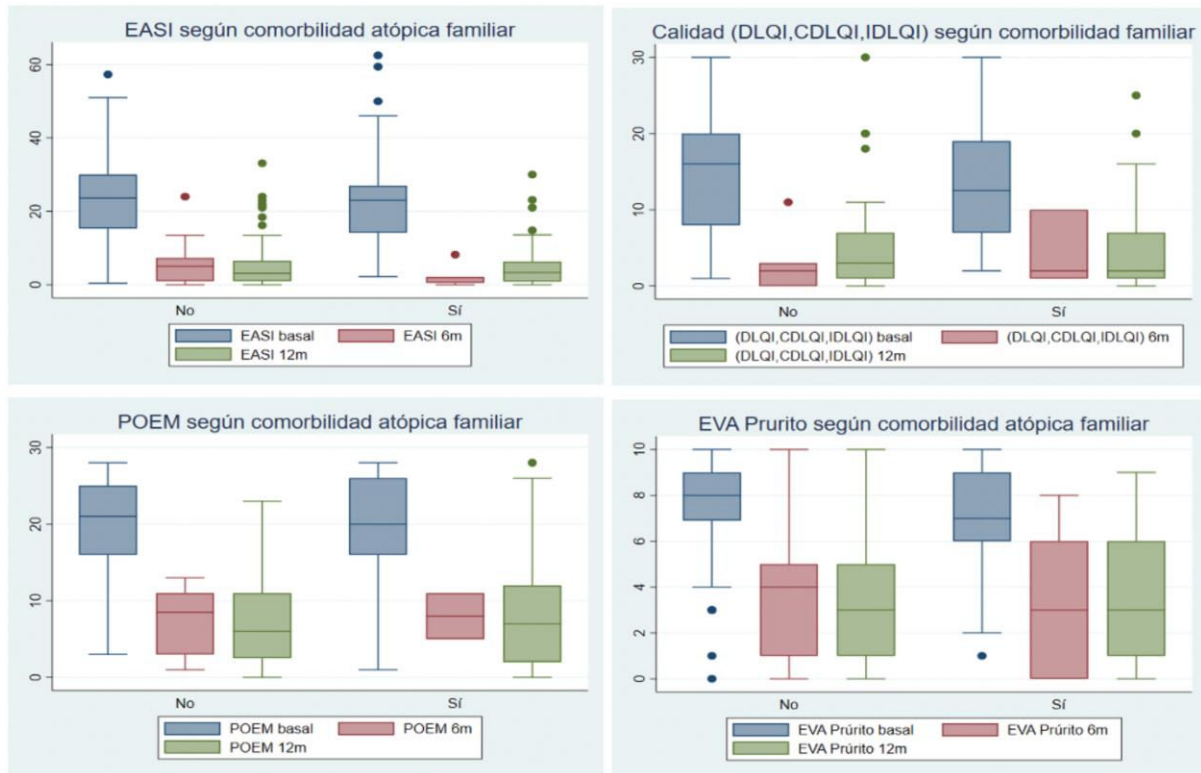 EASI según comorbilidad atópica familiar
60
40
20
0
No
Sí
EASI basal
EASI 6m
EASI 12m
Calidad (DLQI,CDLQI,IDLQI) según comorbilidad familiar
30
20
10
0
No
Sí
(DLQI,CDLQI,IDLQI) basal
(DLQI,CDLQI,IDLQI) 6m
(DLQI,CDLQI,IDLQI) 12m
POEM según comorbilidad atópica familiar
30
20
10
0
No
Sí
POEM basal
POEM 6m
POEM 12m
EVA Prurito según comorbilidad atópica familiar
10
8
6
4
2
0
No
Sí
EVA Prúrito basal
EVA Prúrito 6m
EVA Prúrito 12m